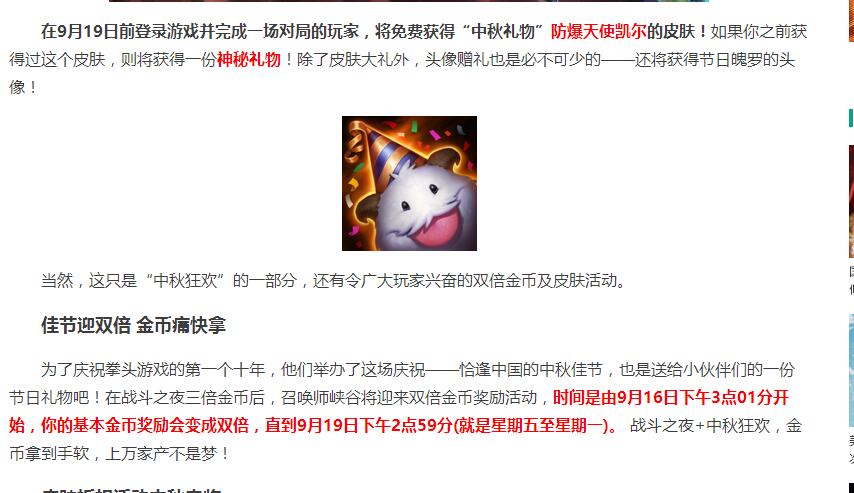 在9月19日前登录游戏并完成一场对局的玩家，将免费获得“中秋礼物”防爆天使凯尔的皮肤！如果你之前获
得过这个皮肤，则将获得一份神秘礼物！除了皮肤大礼外，头像赠礼也是必不可少的——还将获得节日魄罗的头
像！
当然，这只是“中秋狂欢”的一部分，还有令广大玩家兴奋的双倍金币及皮肤活动。
佳节迎双倍 金币痛快拿
为了庆祝拳头游戏的第一个十年，他们举办了这场庆祝——恰逢中国的中秋佳节，也是送给小伙伴们的一份
节日礼物吧！在战斗之夜三倍金币后，召唤师峡谷将迎来双倍金币奖励活动，时间是由9月16日下午3点01分开
始，你的基本金币奖励会变成双倍，直到9月19日下午2点59分(就是星期五至星期一)。 战斗之夜+中秋狂欢，金
币拿到手软，上万家产不是梦！